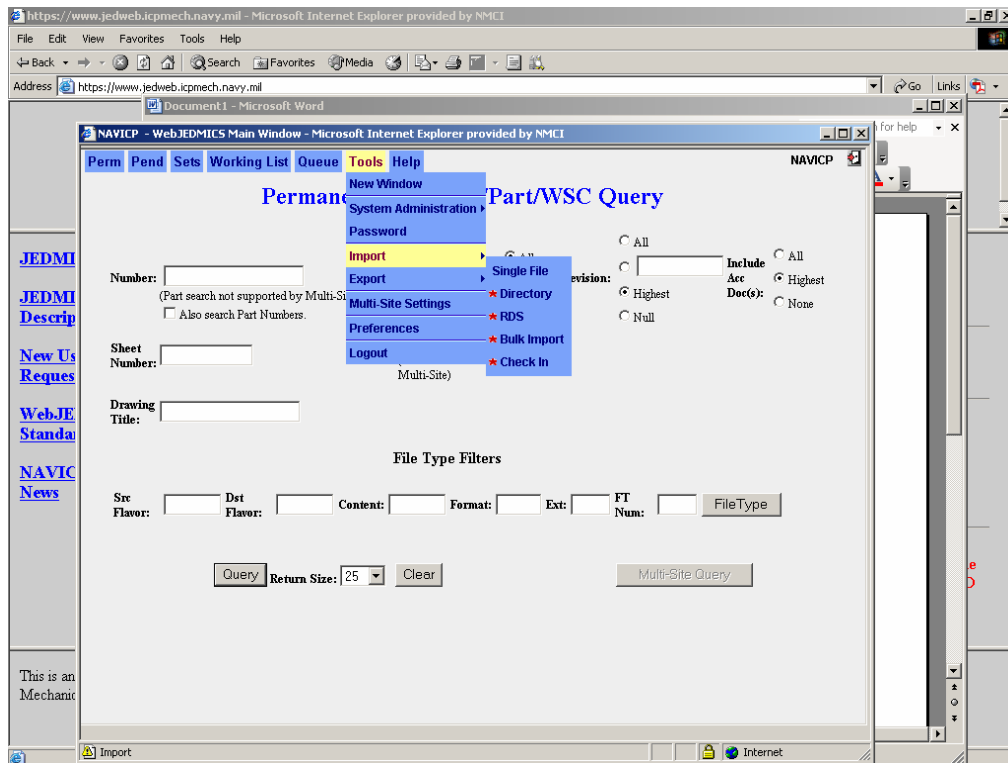 https://www.jedweb.icpmech.navy.mil - Microsoft Internet Explorer provided by NMCI
File Edit View Favorites Tools Help
Back Search Favorites Media
Address https://www.jedweb.icpmech.navy.mil Go Links
Document1 - Microsoft Word
for help
NAVICP - WebJEDMICS Main Window - Microsoft Internet Explorer provided by NMCI
Perm Pend Sets Working List Queue Tools Help NAVICP
New Window
System Administration
Password
Import
Export
Multi-Site Settings
Preferences
Logout
Single File
Directory
RDS
Bulk Import
Check In
Permane /Part/WSC Query
Number:
(Part search not supported by Multi-Si
Also search Part Numbers.
evision:
All
Highest
Null
Include Acc Doc(s):
All
Highest
None
Sheet Number:
Multi-Site)
Drawing Title:
File Type Filters
Src Flavor: Dst Flavor: Content: Format: Ext: FT Num: FileType
Query Return Size: 25 Clear Multi-Site Query
JEDMI
JEDMI
Descrip
New Us
Reques
WebJE
Standa
NAVIC
News
This is an
Mechanic
Import Internet